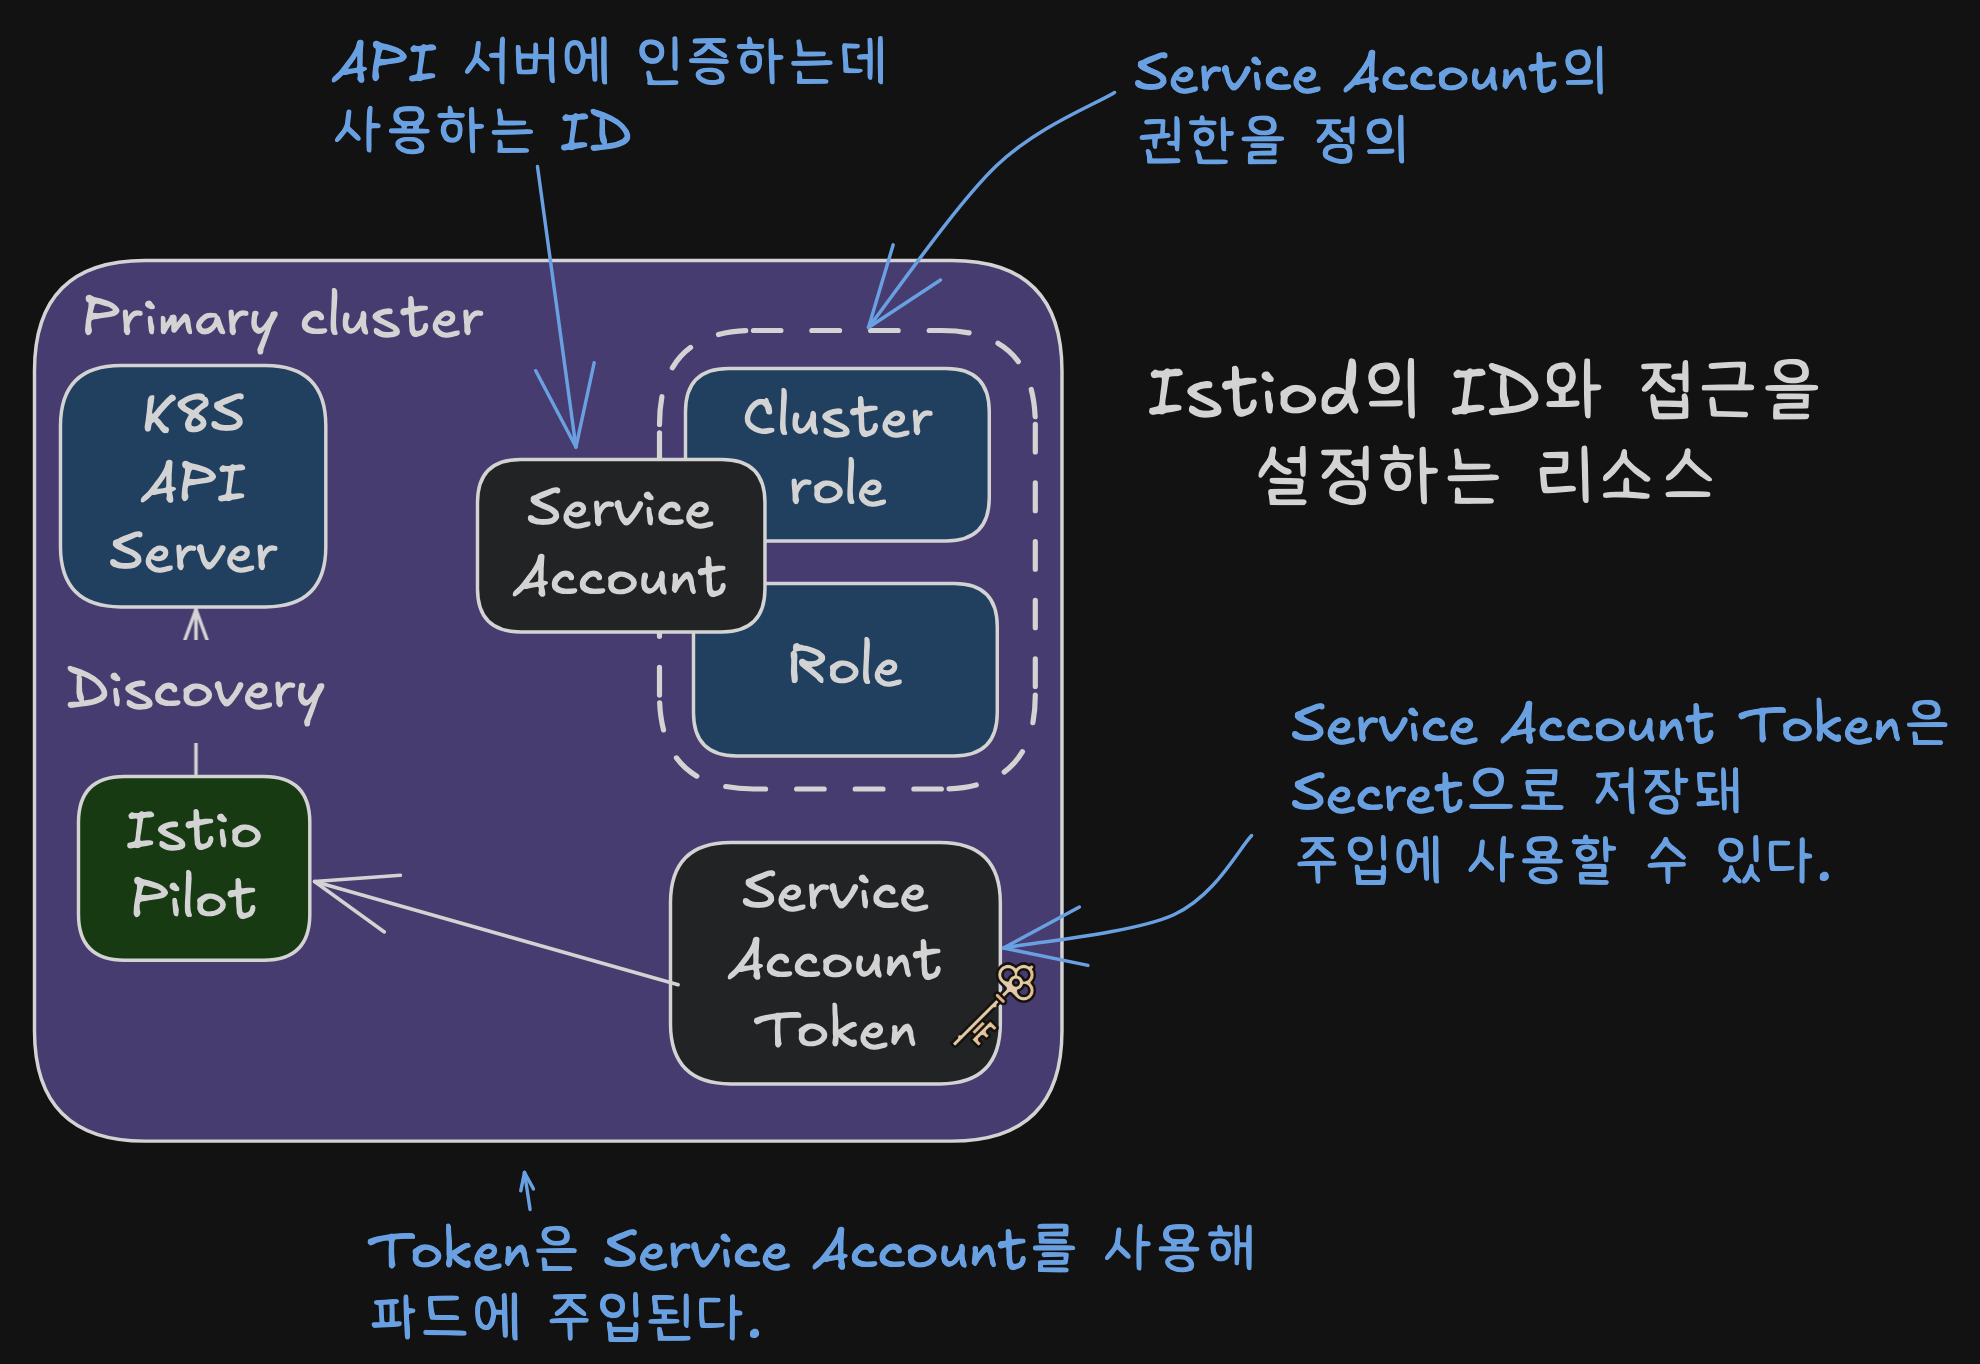 API 서버에 인증하는데
사용하는 ID
Service Account의
권한을 정의
Primary cluster
K8S
API
Server
Discovery
Istio
Pilot
Service
Account
Cluster
role
Role
Service
Account
Token
Istiod의 ID와 접근을
설정하는 리소스
Service Account Token은
Secret으로 저장돼
주입에 사용할 수 있다.
Token은 Service Account를 사용해
파드에 주입된다.